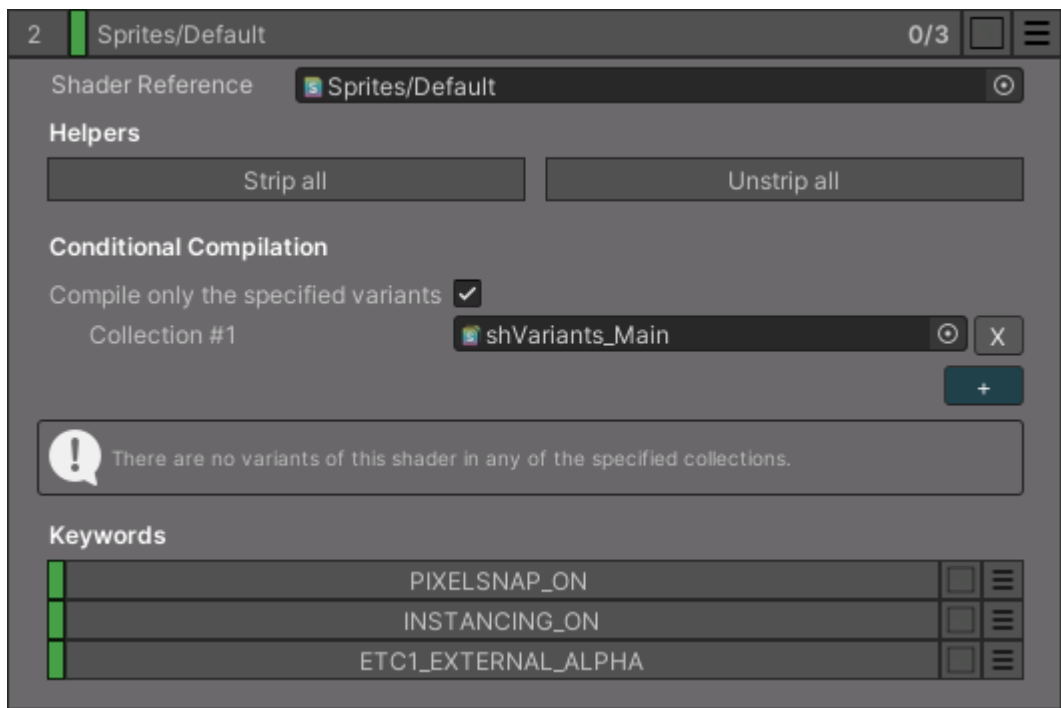 2 Sprites/Default 0/3
Shader Reference Sprites/Default
Helpers
Strip all Unstrip all
Conditional Compilation
Compile only the specified variants
Collection #1 shVariants_Main X
+
There are no variants of this shader in any of the specified collections.
Keywords
PIXELSNAP_ON
INSTANCING_ON
ETC1_EXTERNAL_ALPHA